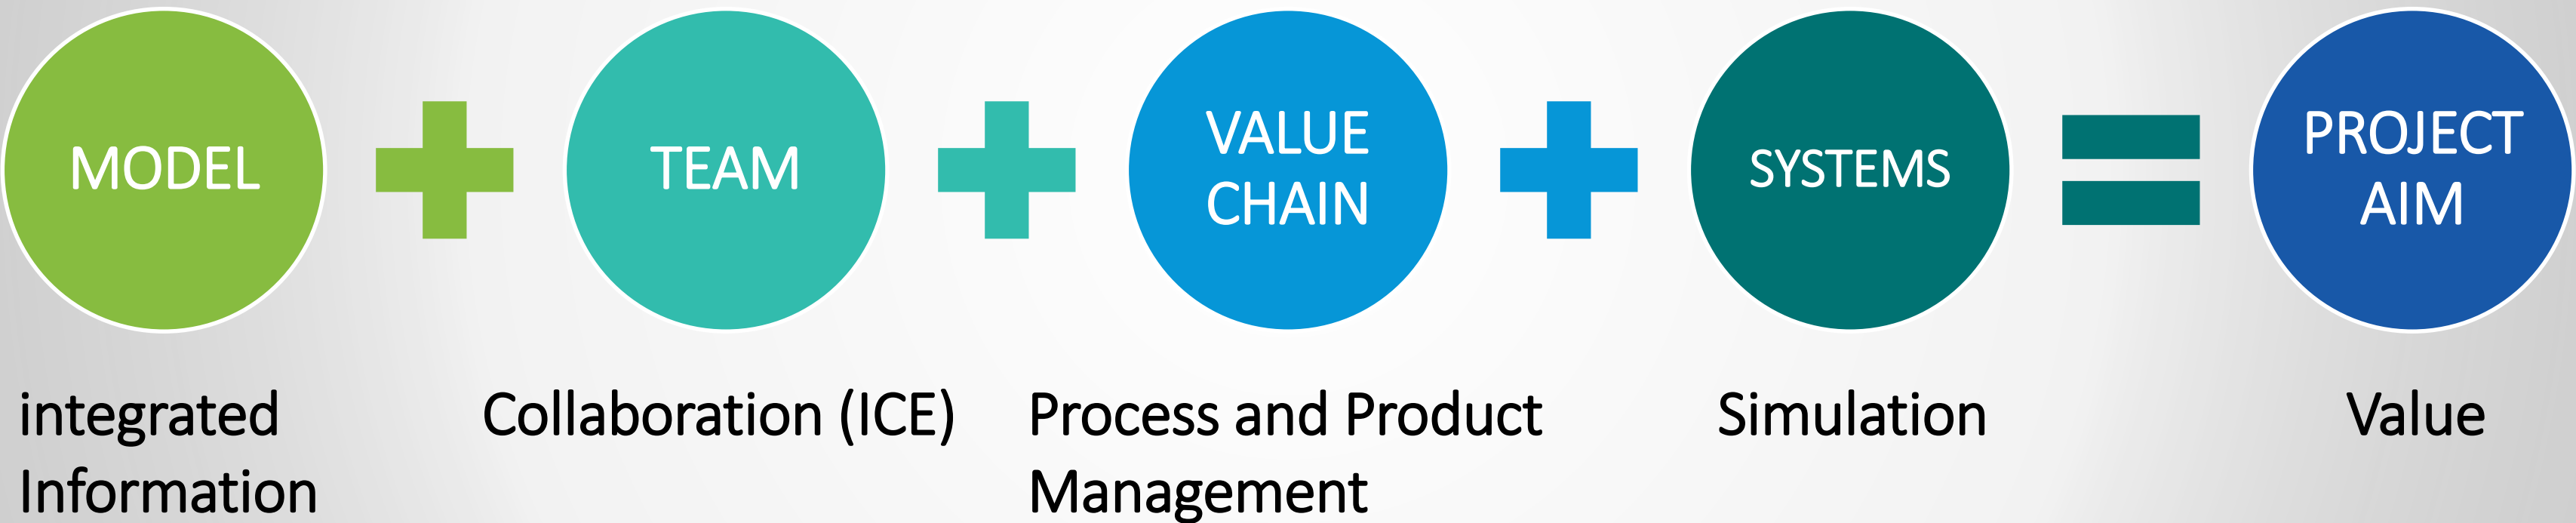 MODEL
TEAM
VALUE
CHAIN
SYSTEMS
PROJECT
AIM
integrated
Information
Collaboration (ICE)
Process and Product
Management
Simulation
Value